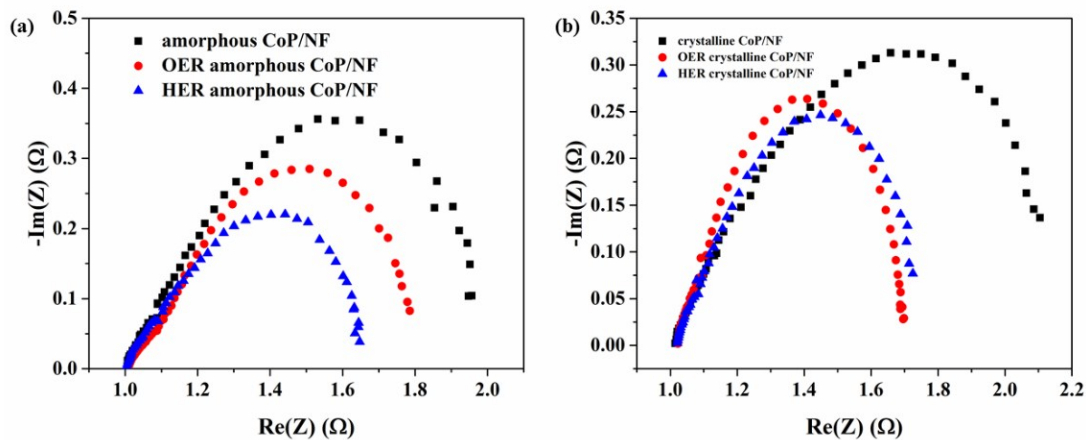 (a)
0.5
0.4
0.3
0.2
0.1
0.0
-Im(Z) (Ω)
amorphous CoP/NF
OER amorphous CoP/NF
HER amorphous CoP/NF
1.0 1.2 1.4 1.6 1.8 2.0
Re(Z) (Ω)
(b)
0.35
0.30
0.25
0.20
0.15
0.10
0.05
0.00
-Im(Z) (Ω)
crystalline CoP/NF
OER crystalline CoP/NF
HER crystalline CoP/NF
1.0 1.2 1.4 1.6 1.8 2.0 2.2
Re(Z) (Ω)